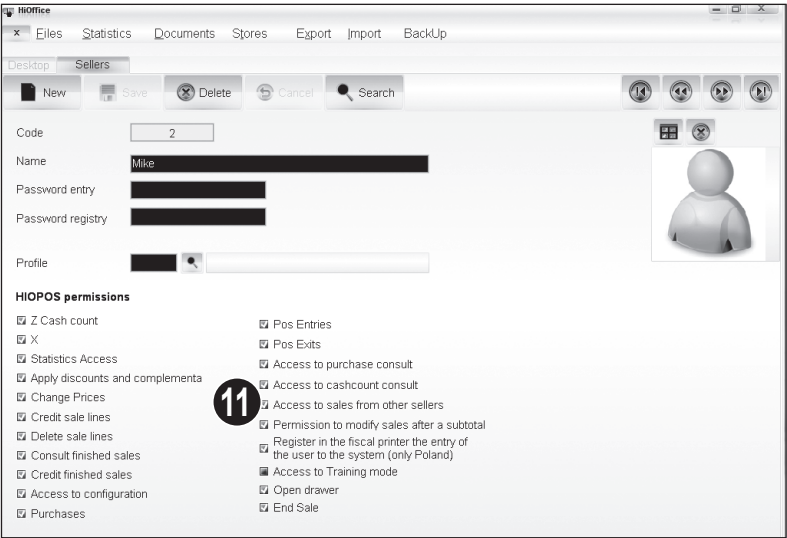 HiOffice
x Eiles Statistics Documents Stores Export Import BackUp
Desktop Sellers
New Save Delete Cancel Search
Code 2
Name Mike
Password entry
Password registry
Profile
HIOPOS permissions
Z Cash count
X
Statistics Access
Apply discounts and complementa
Change Prices
Credit sale lines
Delete sale lines
Consult finished sales
Credit finished sales
Access to configuration
Purchases
Pos Entries
Pos Exits
Access to purchase consult
Access to cashcount consult
11
Access to sales from other sellers
Permission to modify sales after a subtotal
Register in the fiscal printer the entry of
the user to the system (only Poland)
Access to Training mode
Open drawer
End Sale